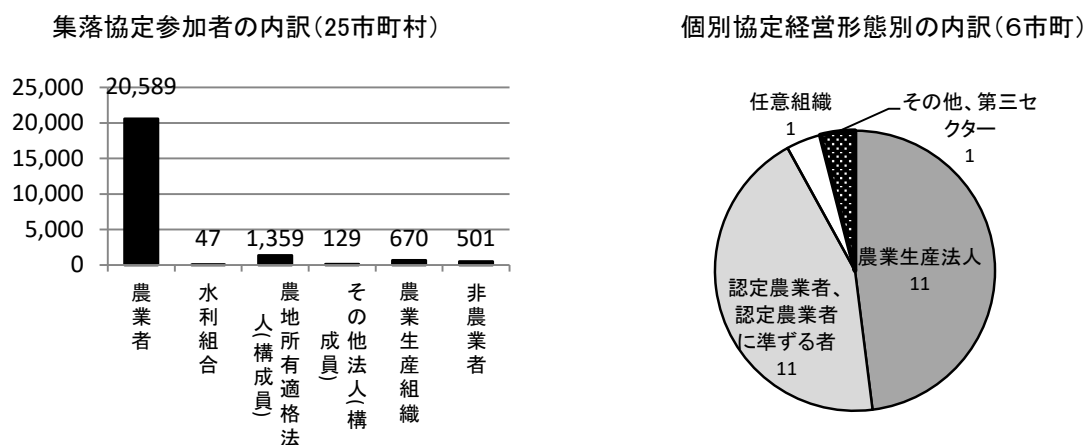 集落協定参加者の内訳(25市町村)
25,000
20,000
15,000
10,000
5,000
0
20,589
47
1,359
129
670
501
農業者
水利組合
農地所有適格法
人(構成員)
その他法人(構
成員)
農業生産組織
非農業者
個別協定経営形態別の内訳(6市町)
任意組織
1
その他、第三セ
クター
1
農業生産法人
11
認定農業者、
認定農業者
に準ずる者
11